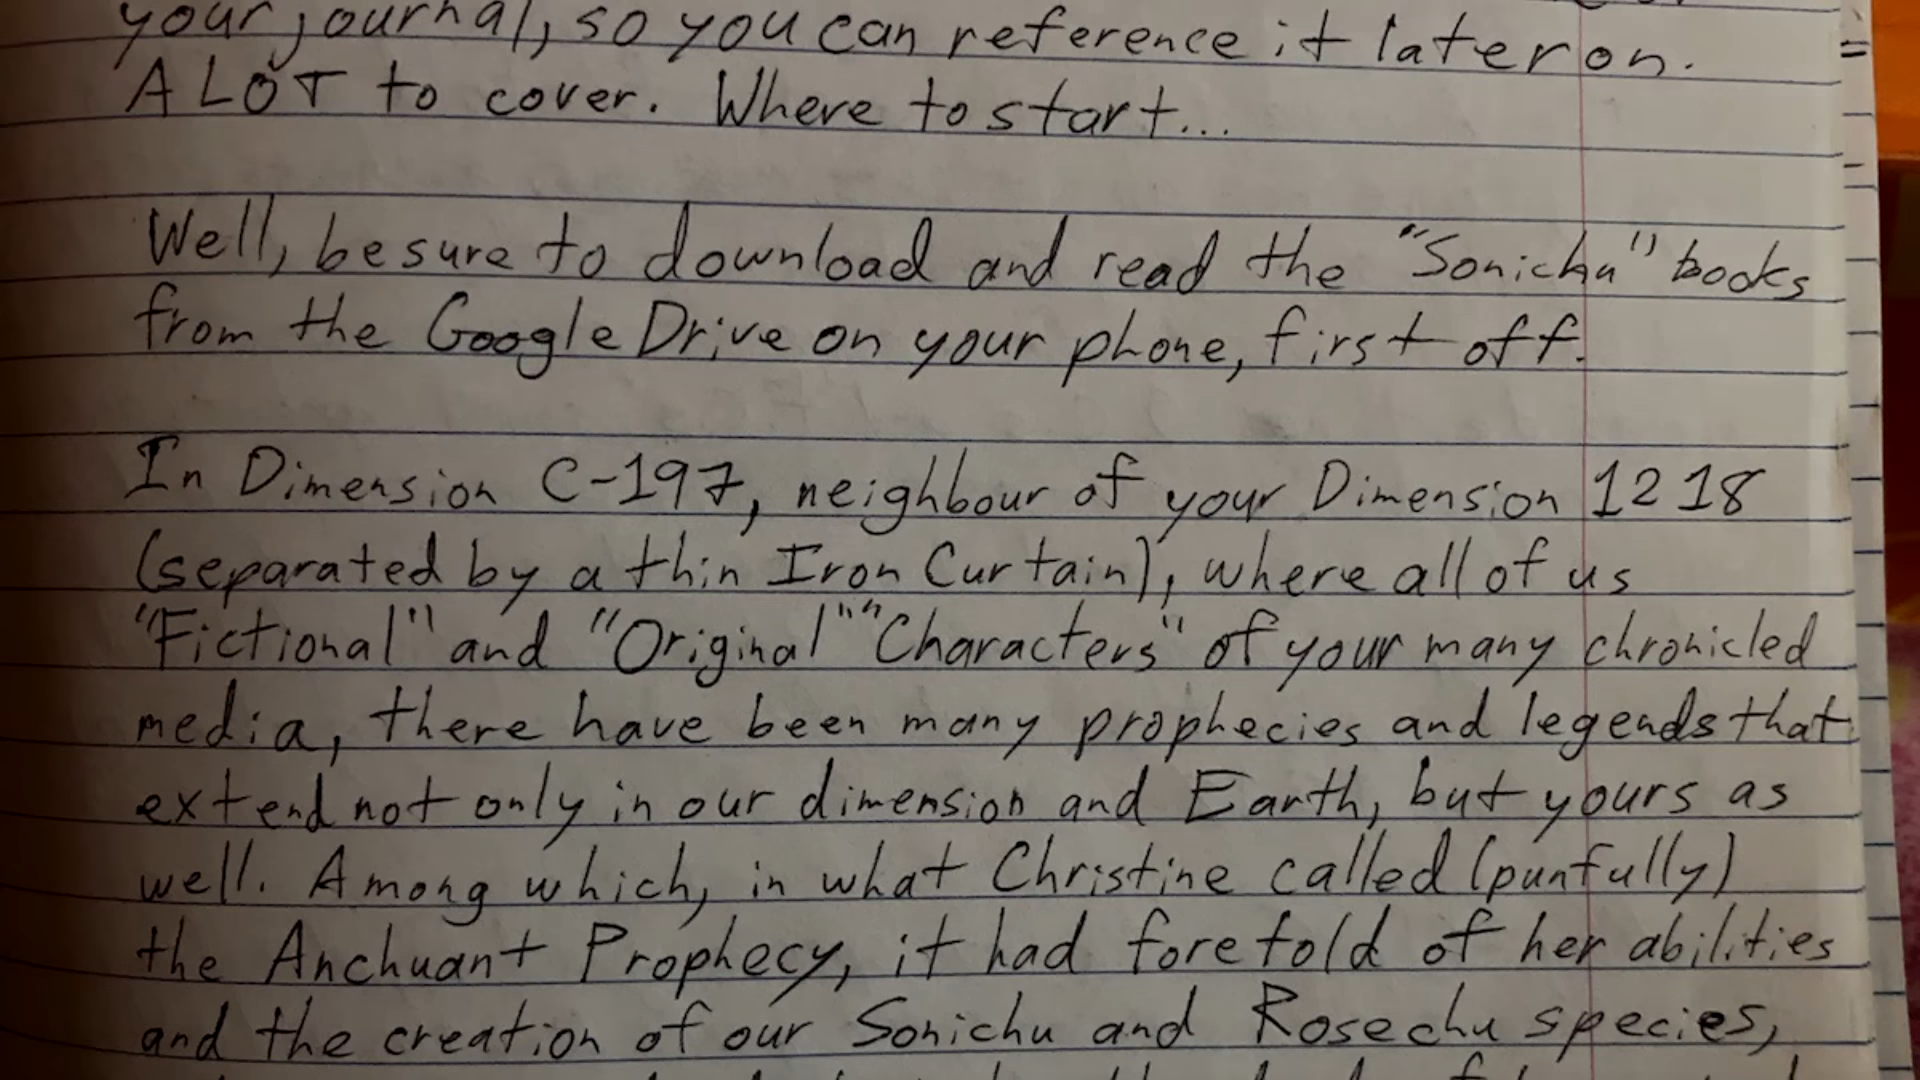 your journal, so you can reference it later on.
A LOT to cover. Where to start...
Well, be sure to download and read the "Sonichu" books
from the Google Drive on your phone, first off.
In Dimension C-197, neighbour of your Dimension 1218
(separated by a thin Iron Curtain), where all of us
"Fictional" and "Original" "Characters" of your many chronicled
media, there have been many prophecies and legends that
extend not only in our dimension and Earth, but yours as
well. Among which, in what Christine called (punfully)
the Anchuant Prophecy, it had foretold of her abilities
and the creation of our Sonichu and Rosechu species,